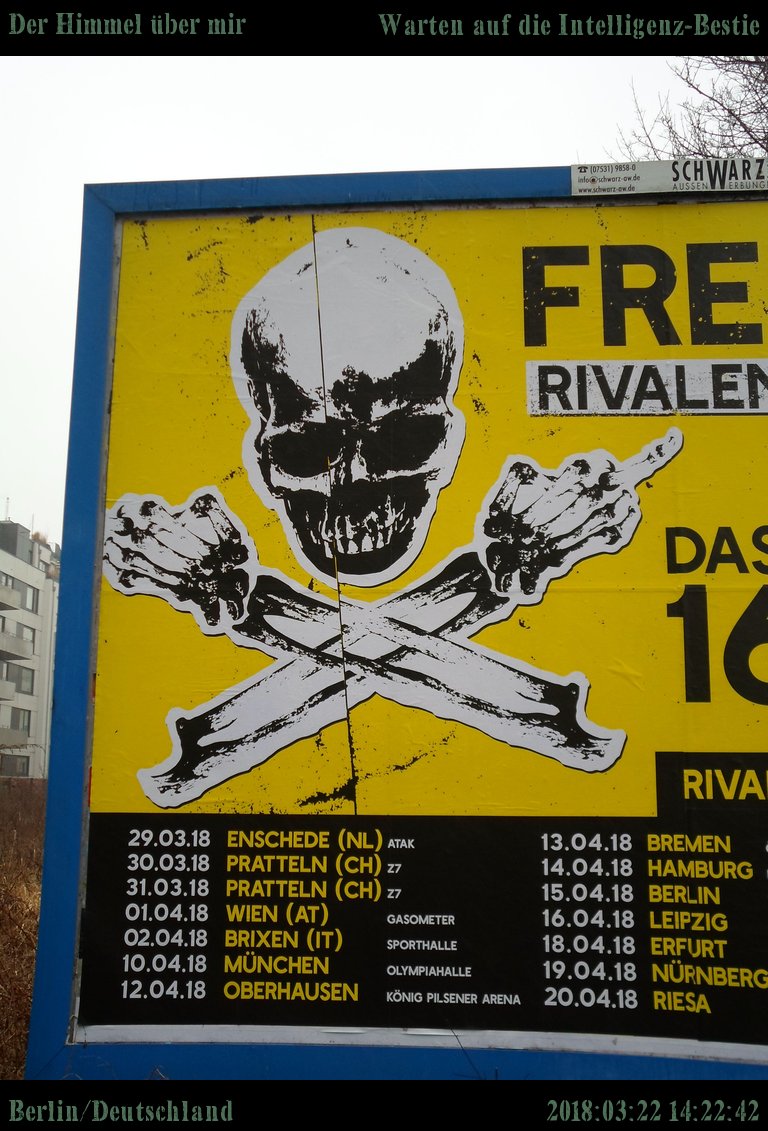 Der Himmel über mir
Warten auf die Intelligenz-Bestie
☎ (07531) 9858-0
info@schwarz-aw.de
www.schwarz-aw.de
SCHWARZ
AUSSENWERBUNG
FRE
RIVALEN
DAS
16
RIVAL
29.03.18 ENSCHEDE (NL) ATAK
30.03.18 PRATTELN (CH) Z7
31.03.18 PRATTELN (CH) Z7
01.04.18 WIEN (AT) GASOMETER
02.04.18 BRIXEN (IT) SPORTHALLE
10.04.18 MÜNCHEN OLYMPIAHALLE
12.04.18 OBERHAUSEN KÖNIG PILSENER ARENA
13.04.18 BREMEN
14.04.18 HAMBURG
15.04.18 BERLIN
16.04.18 LEIPZIG
18.04.18 ERFURT
19.04.18 NÜRNBERG
20.04.18 RIESA
Berlin/Deutschland
2018:03:22 14:22:42